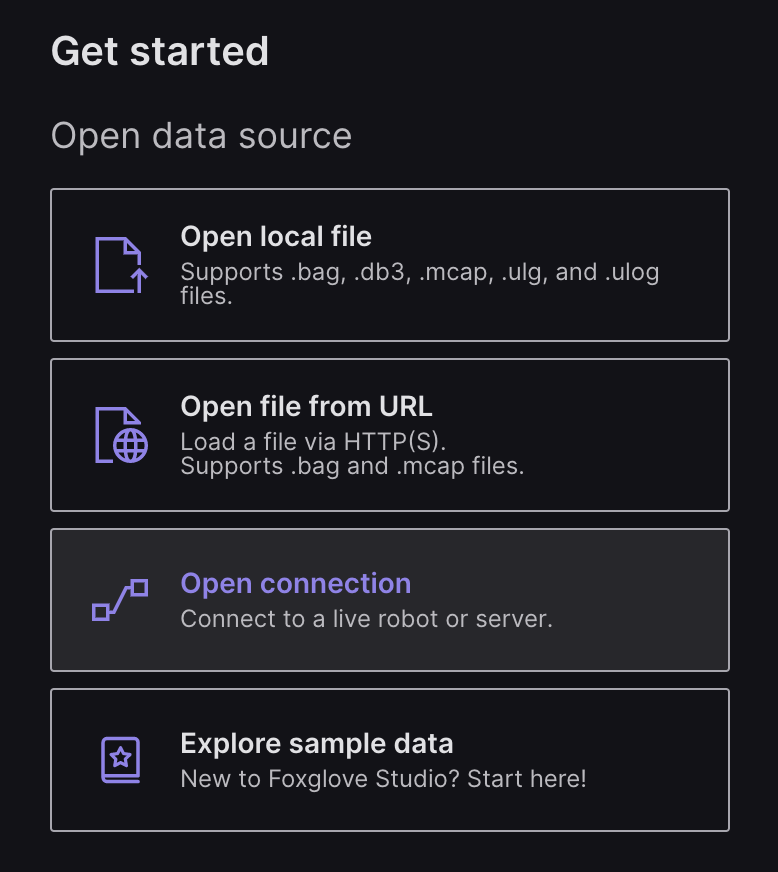 Get started
Open data source
Open local file
Supports .bag, .db3, .mcap, .ulg, and .ulog
files.
Open file from URL
Load a file via HTTP(S).
Supports .bag and .mcap files.
Open connection
Connect to a live robot or server.
Explore sample data
New to Foxglove Studio? Start here!